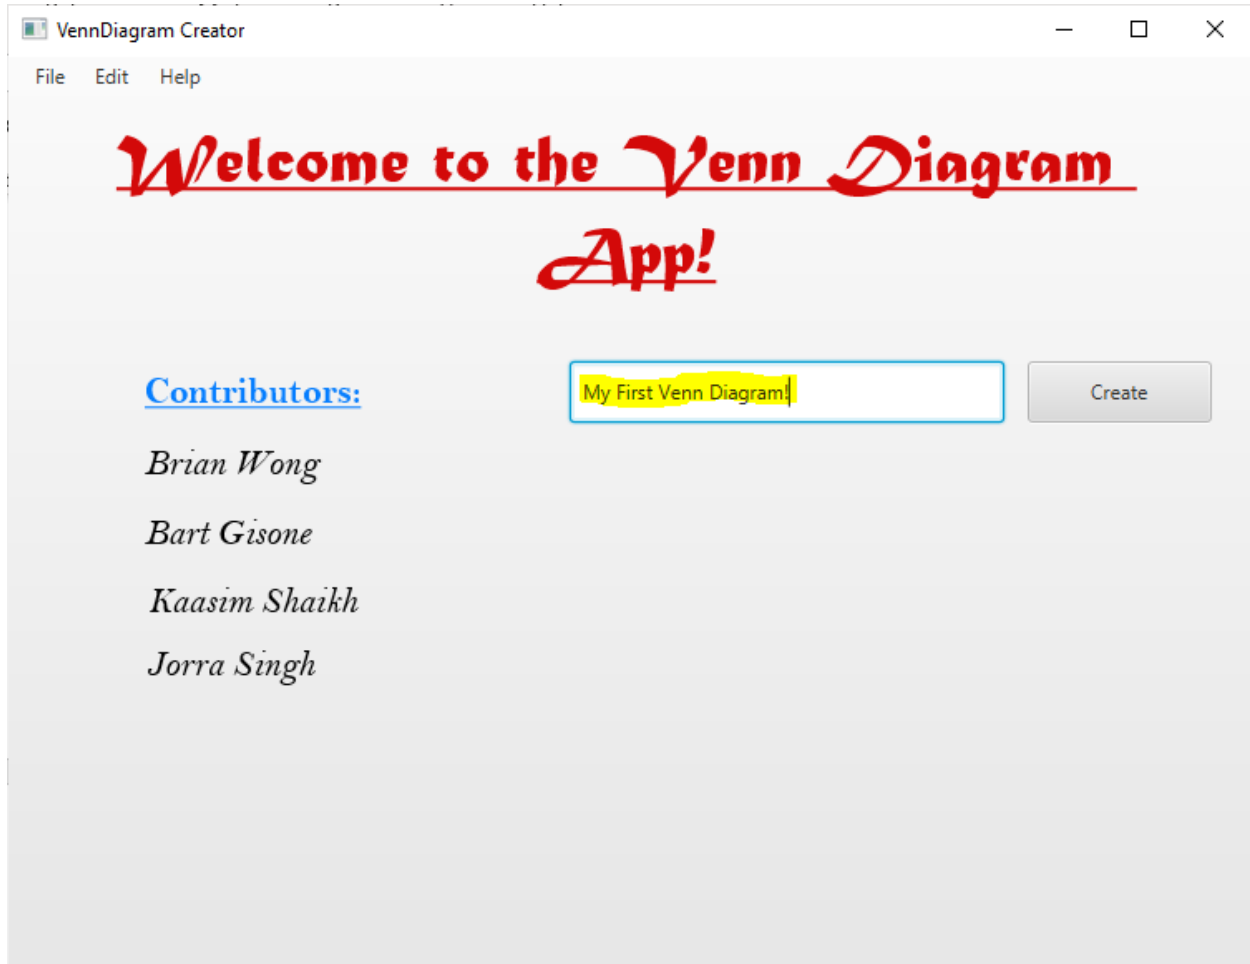 VennDiagram Creator
File Edit Help
Welcome to the Venn Diagram
App!
Contributors:
My First Venn Diagram!
Create
Brian Wong
Bart Gisone
Kaasim Shaikh
Jorra Singh